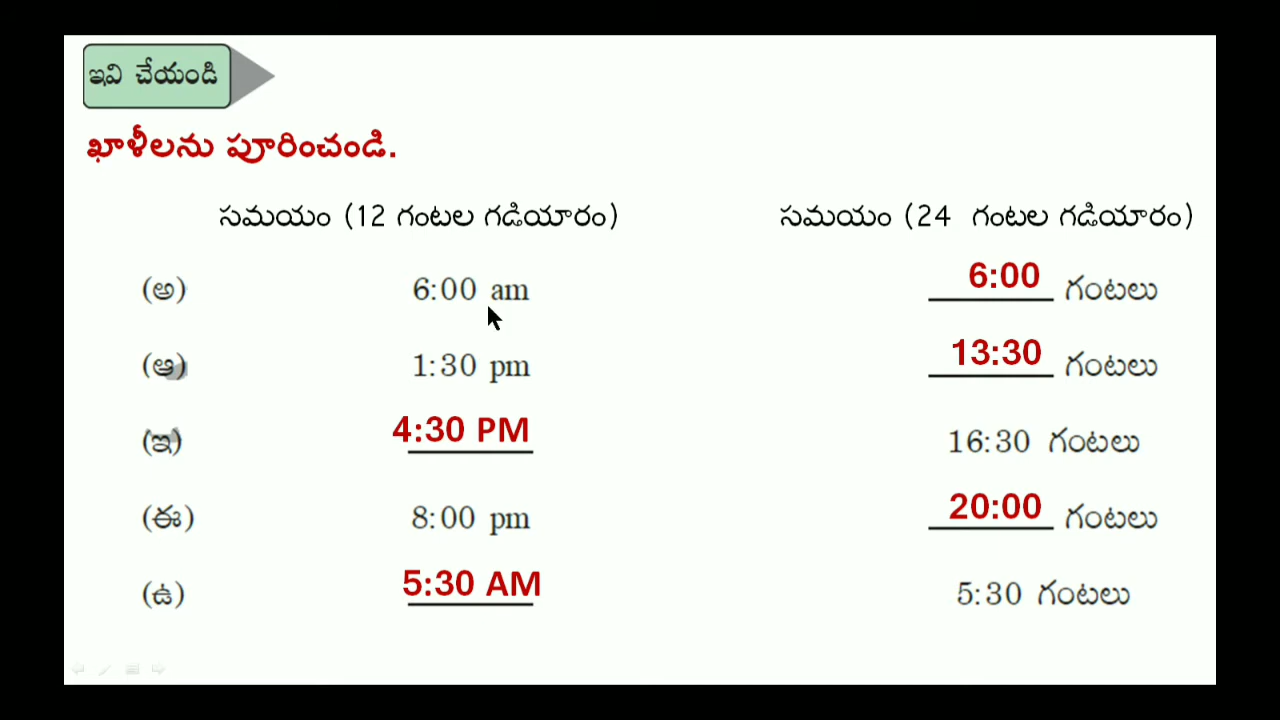 ఇవి చేయండి
ఖాళీలను పూరించండి.
సమయం (12 గంటల గడియారం) సమయం (24 గంటల గడియారం)
(అ) 6:00 am 6:00 గంటలు
(ఆ) 1:30 pm 13:30 గంటలు
(ఇ) 4:30 PM 16:30 గంటలు
(ఈ) 8:00 pm 20:00 గంటలు
(ఉ) 5:30 AM 5:30 గంటలు